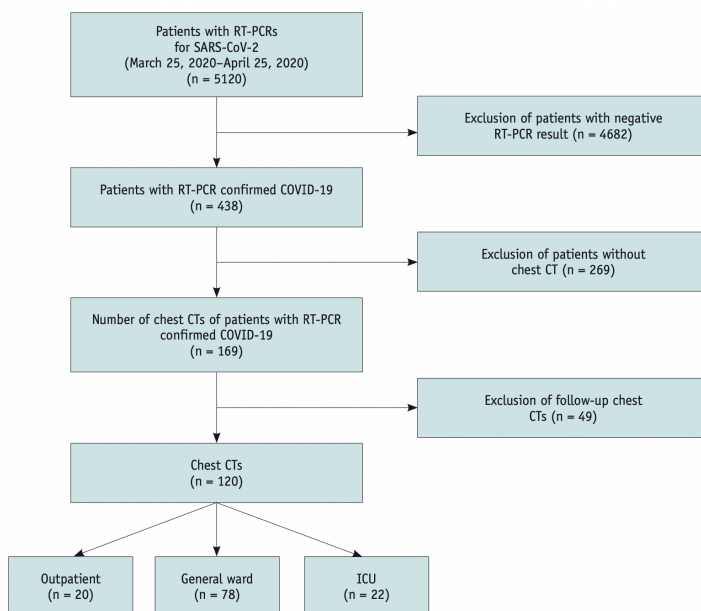 Patients with RT-PCRs
for SARS-CoV-2
(March 25, 2020–April 25, 2020)
(n = 5120)
Exclusion of patients with negative
RT-PCR result (n = 4682)
Patients with RT-PCR confirmed COVID-19
(n = 438)
Exclusion of patients without
chest CT (n = 269)
Number of chest CTs of patients with RT-PCR
confirmed COVID-19
(n = 169)
Exclusion of follow-up chest
CTs (n = 49)
Chest CTs
(n = 120)
Outpatient
(n = 20)
General ward
(n = 78)
ICU
(n = 22)